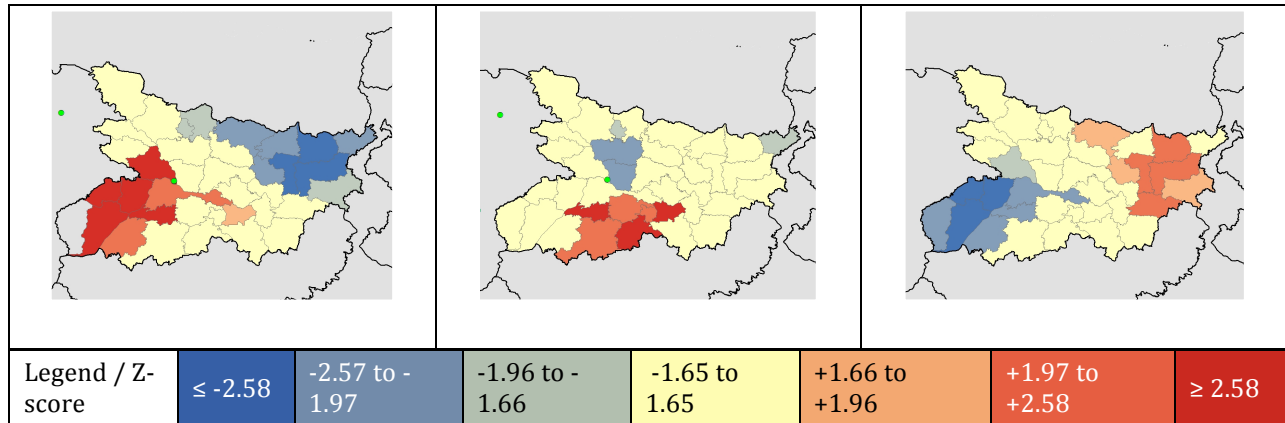 Legend / Z-
score
≤ -2.58
-2.57 to -
1.97
-1.96 to -
1.66
-1.65 to
1.65
+1.66 to
+1.96
+1.97 to
+2.58
≥ 2.58